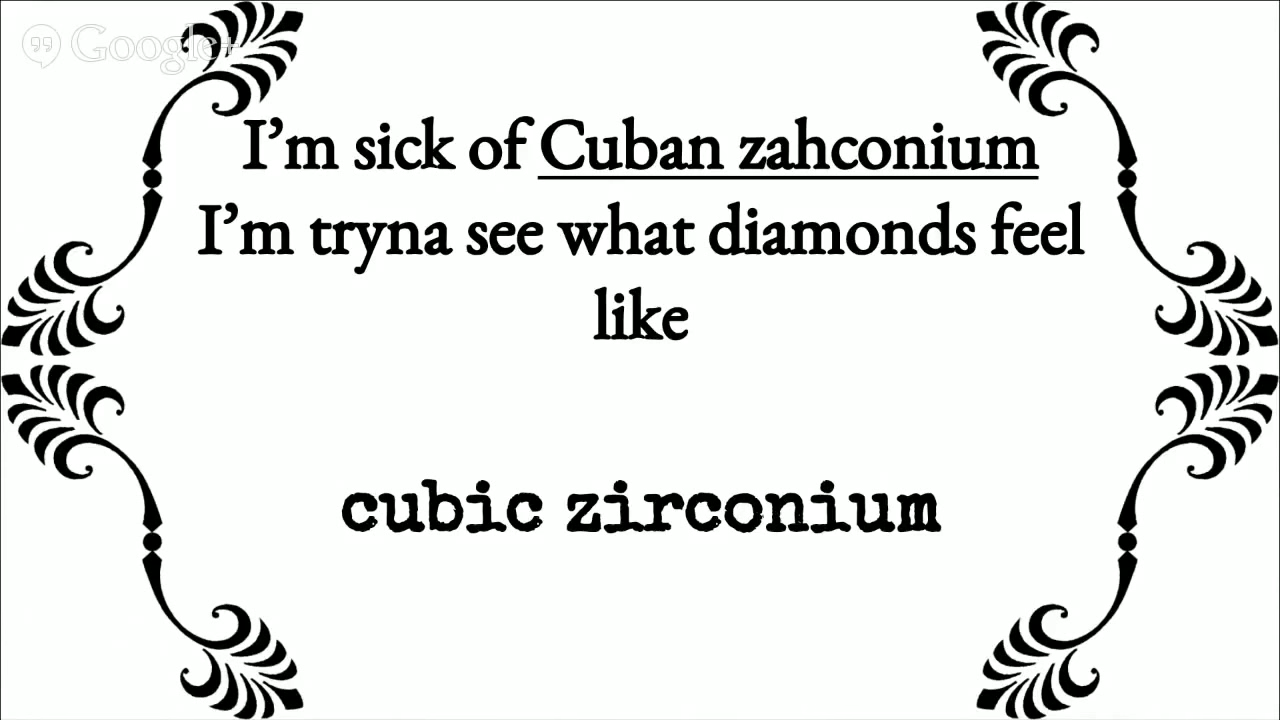 Google+
I'm sick of Cuban zahconium
I'm tryna see what diamonds feel
like
cubic zirconium